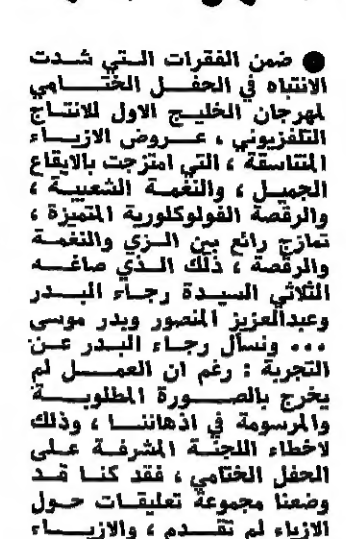 ● ضمن الفقرات التي شدت
الانتباه في الحفل الختامي
لمهرجان الخليج الاول للانتاج
التلفزيوني ، عروض الازياء
المتناسقة ، التي امتزجت بالايقاع
الجميل ، والنغمة الشعبية ،
والرقصة الفولوكلورية المتميزة ،
تمازج رائع بين الزي والنغمة
والرقصة ، ذلك الذي صاغه
الثلاثي السيدة رجاء البدر
وعبدالعزيز المنصور وبدر موسى
••• ونسأل رجاء البدر عن
التجربة : رغم ان العمل لم
يخرج بالصورة المطلوبة
والمرسومة في اذهاننا ، وذلك
لاخطاء اللجنة المشرفة على
الحفل الختامي ، فقد كنا قد
وضعنا مجموعة تعليقات حول
الازياء لم تقدم ، والازياء